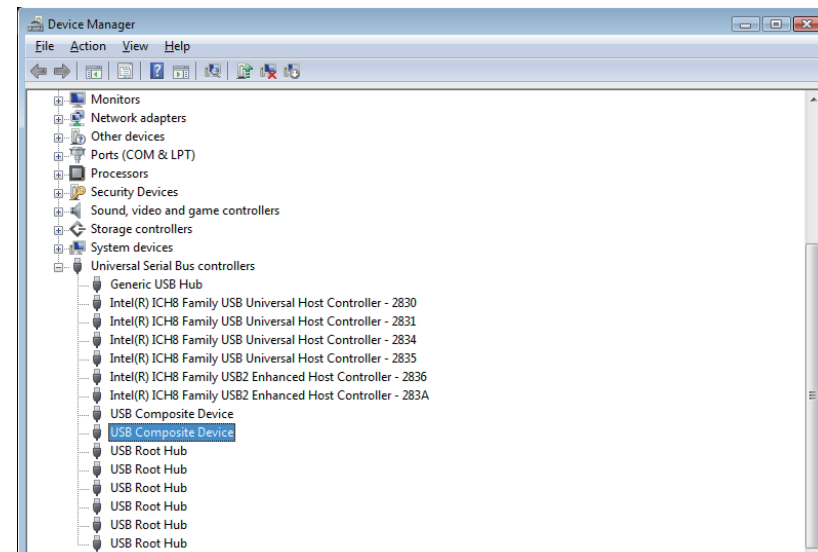 Device Manager
File Action View Help
Monitors
Network adapters
Other devices
Ports (COM & LPT)
Processors
Security Devices
Sound, video and game controllers
Storage controllers
System devices
Universal Serial Bus controllers
Generic USB Hub
Intel(R) ICH8 Family USB Universal Host Controller - 2830
Intel(R) ICH8 Family USB Universal Host Controller - 2831
Intel(R) ICH8 Family USB Universal Host Controller - 2834
Intel(R) ICH8 Family USB Universal Host Controller - 2835
Intel(R) ICH8 Family USB2 Enhanced Host Controller - 2836
Intel(R) ICH8 Family USB2 Enhanced Host Controller - 283A
USB Composite Device
USB Composite Device
USB Root Hub
USB Root Hub
USB Root Hub
USB Root Hub
USB Root Hub
USB Root Hub